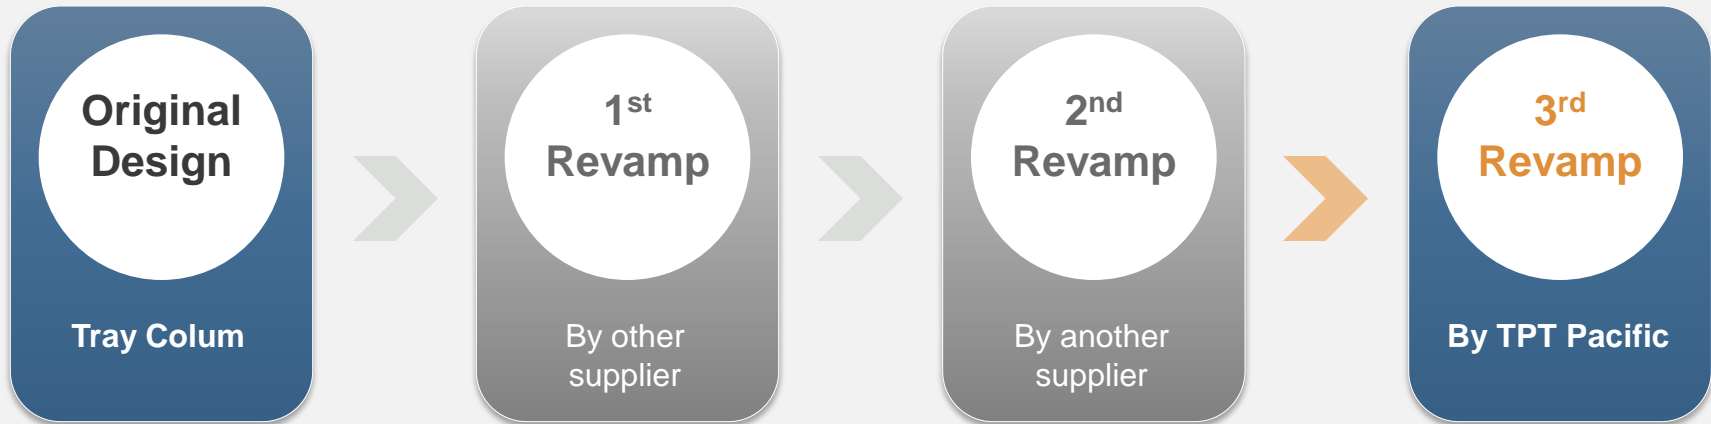 Original
Design
Tray Colum
1st
Revamp
By other
supplier
2nd
Revamp
By another
supplier
3rd
Revamp
By TPT Pacific